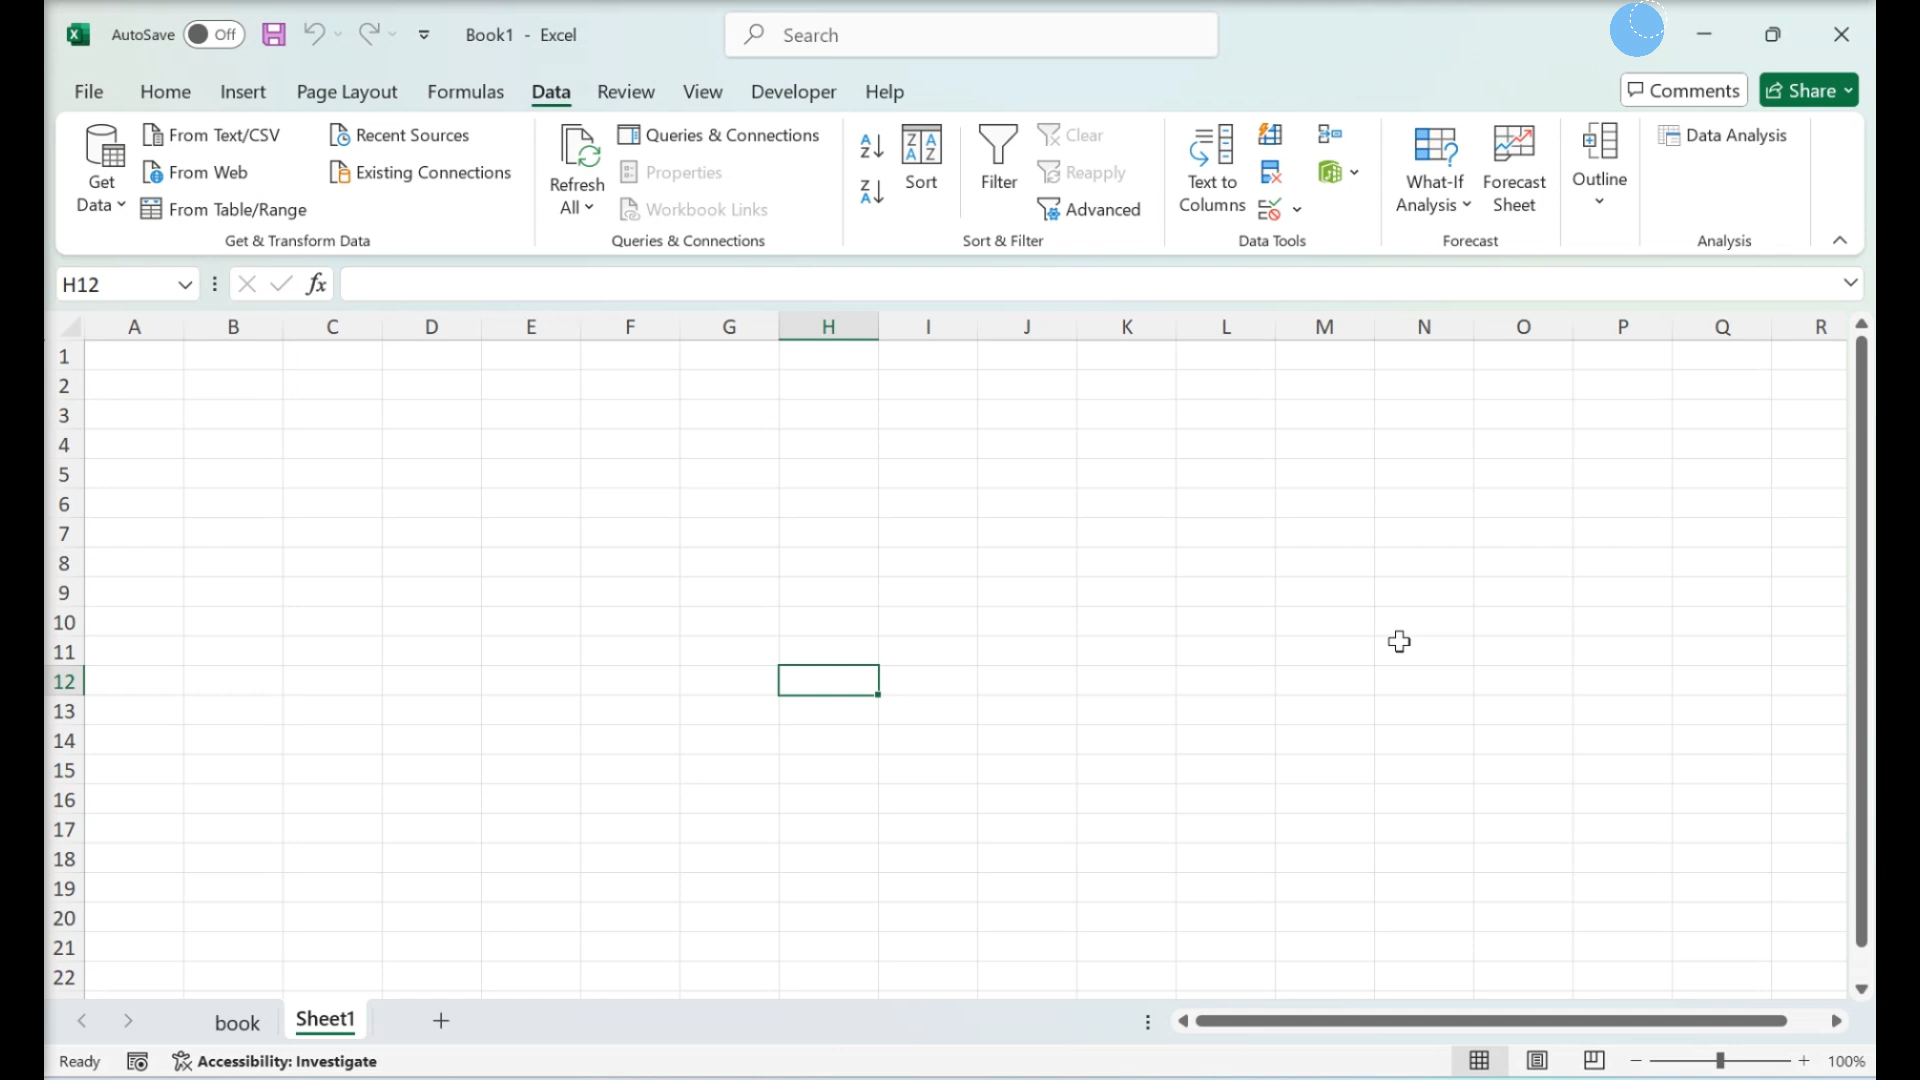 AutoSave Off Book1 - Excel Search
File Home Insert Page Layout Formulas Data Review View Developer Help Comments Share
Get Data
From Text/CSV
From Web
From Table/Range
Recent Sources
Existing Connections
Get & Transform Data
Refresh All
Queries & Connections
Properties
Workbook Links
Queries & Connections
A Z
Z A
Z A A Z
Sort
Filter
Clear
Reapply
Advanced
Sort & Filter
Text to Columns
Data Tools
What-If Analysis
Forecast Sheet
Forecast
Outline
Data Analysis
Analysis
H12 fx
A B C D E F G H I J K L M N O P Q R
1
2
3
4
5
6
7
8
9
10
11
12
13
14
15
16
17
18
19
20
21
22
book Sheet1
Ready Accessibility: Investigate 100%